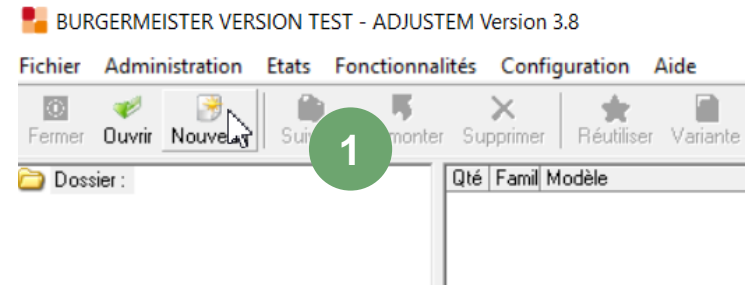 BURGERMEISTER VERSION TEST - ADJUSTEM Version 3.8
Fichier Administration Etats Fonctionnalités Configuration Aide
Fermer Ouvrir Nouveau Supprimer Réutiliser Variante
1
Dossier :
Qté Famil Modèle